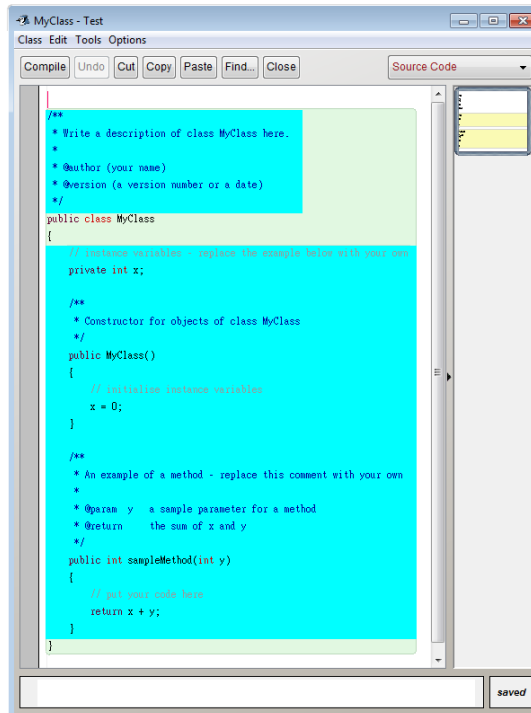 MyClass - Test
Class Edit Tools Options
Compile Undo Cut Copy Paste Find... Close Source Code
/**
* Write a description of class MyClass here.
*
* @author (your name)
* @version (a version number or a date)
*/
public class MyClass
{
// instance variables - replace the example below with your own
private int x;
/**
* Constructor for objects of class MyClass
*/
public MyClass()
{
// initialise instance variables
x = 0;
}
/**
* An example of a method - replace this comment with your own
*
* @param y a sample parameter for a method
* @return the sum of x and y
*/
public int sampleMethod(int y)
{
// put your code here
return x + y;
}
}
saved